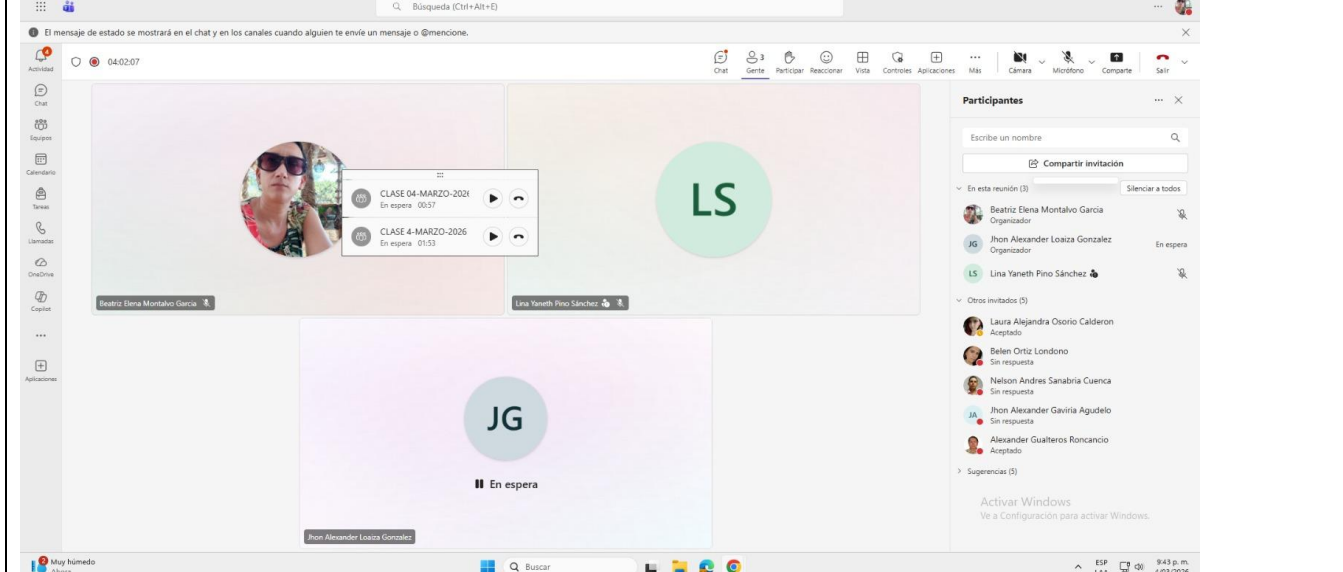 Búsqueda (Ctrl+Alt+E)
El mensaje de estado se mostrará en el chat y en los canales cuando alguien te envíe un mensaje o @mencione.
4
Actividad
04:02:07
Chat
3
Gente
Participar
Reaccionar
Vista
Controles
Aplicaciones
Más
Cámara
Micrófono
Comparte
Salir
Chat
Equipos
Calendario
Tareas
Llamadas
OneDrive
Copilot
Aplicaciones
CLASE 04-MARZO-2026
En espera 00:57
CLASE 4-MARZO-2026
En espera 01:53
Beatriz Elena Montalvo Garcia
LS
Lina Yaneth Pino Sánchez
JG
En espera
Jhon Alexander Loaiza Gonzalez
Participantes
Escribe un nombre
Compartir invitación
En esta reunión (3)
Silenciar a todos
Beatriz Elena Montalvo Garcia
Organizador
JG
Jhon Alexander Loaiza Gonzalez
Organizador
En espera
LS
Lina Yaneth Pino Sánchez
Otros invitados (5)
Laura Alejandra Osorio Calderon
Aceptado
Belen Ortiz Londono
Sin respuesta
Nelson Andres Sanabria Cuenca
Sin respuesta
JA
Jhon Alexander Gaviria Agudelo
Sin respuesta
Alexander Gualteros Roncancio
Aceptado
Sugerencias (5)
Activar Windows
Ve a Configuración para activar Windows.
2
Muy húmedo
Ahora
Buscar
ESP
LAA
9:43 p. m.
4/03/2026